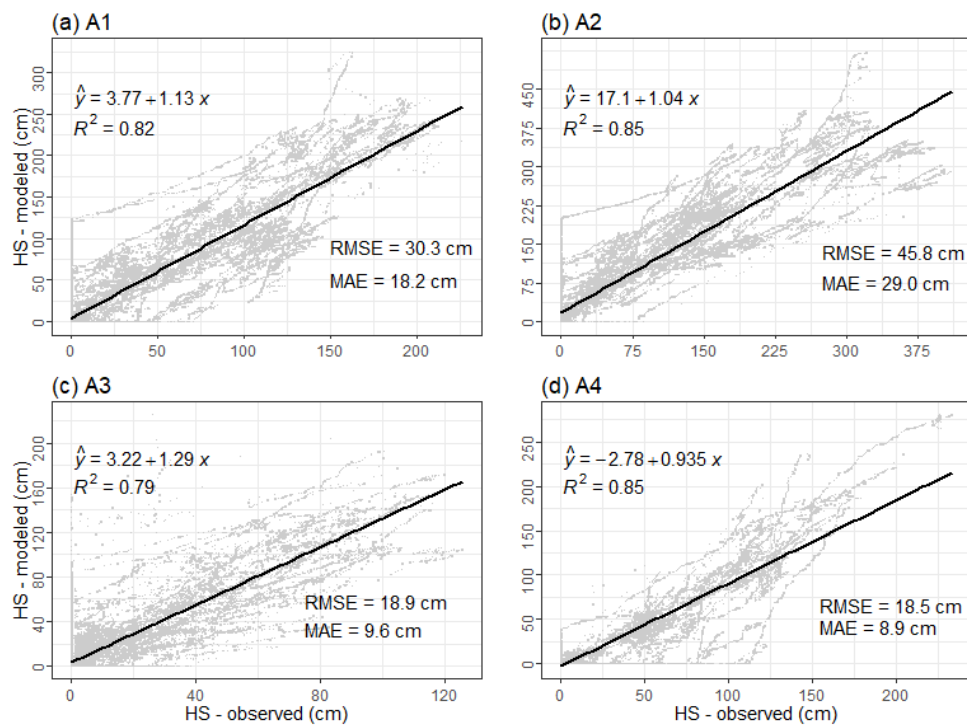 (a) A1
HS - modeled (cm)
0 50 100 150 200 250 300
ŷ = 3.77 + 1.13 x
R² = 0.82
RMSE = 30.3 cm
MAE = 18.2 cm
0 50 100 150 200
(b) A2
0 75 150 225 300 375 450
ŷ = 17.1 + 1.04 x
R² = 0.85
RMSE = 45.8 cm
MAE = 29.0 cm
0 75 150 225 300 375
(c) A3
HS - modeled (cm)
0 40 80 120 160 200
ŷ = 3.22 + 1.29 x
R² = 0.79
RMSE = 18.9 cm
MAE = 9.6 cm
0 40 80 120
HS - observed (cm)
(d) A4
0 50 100 150 200 250
ŷ = −2.78 + 0.935 x
R² = 0.85
RMSE = 18.5 cm
MAE = 8.9 cm
0 50 100 150 200
HS - observed (cm)